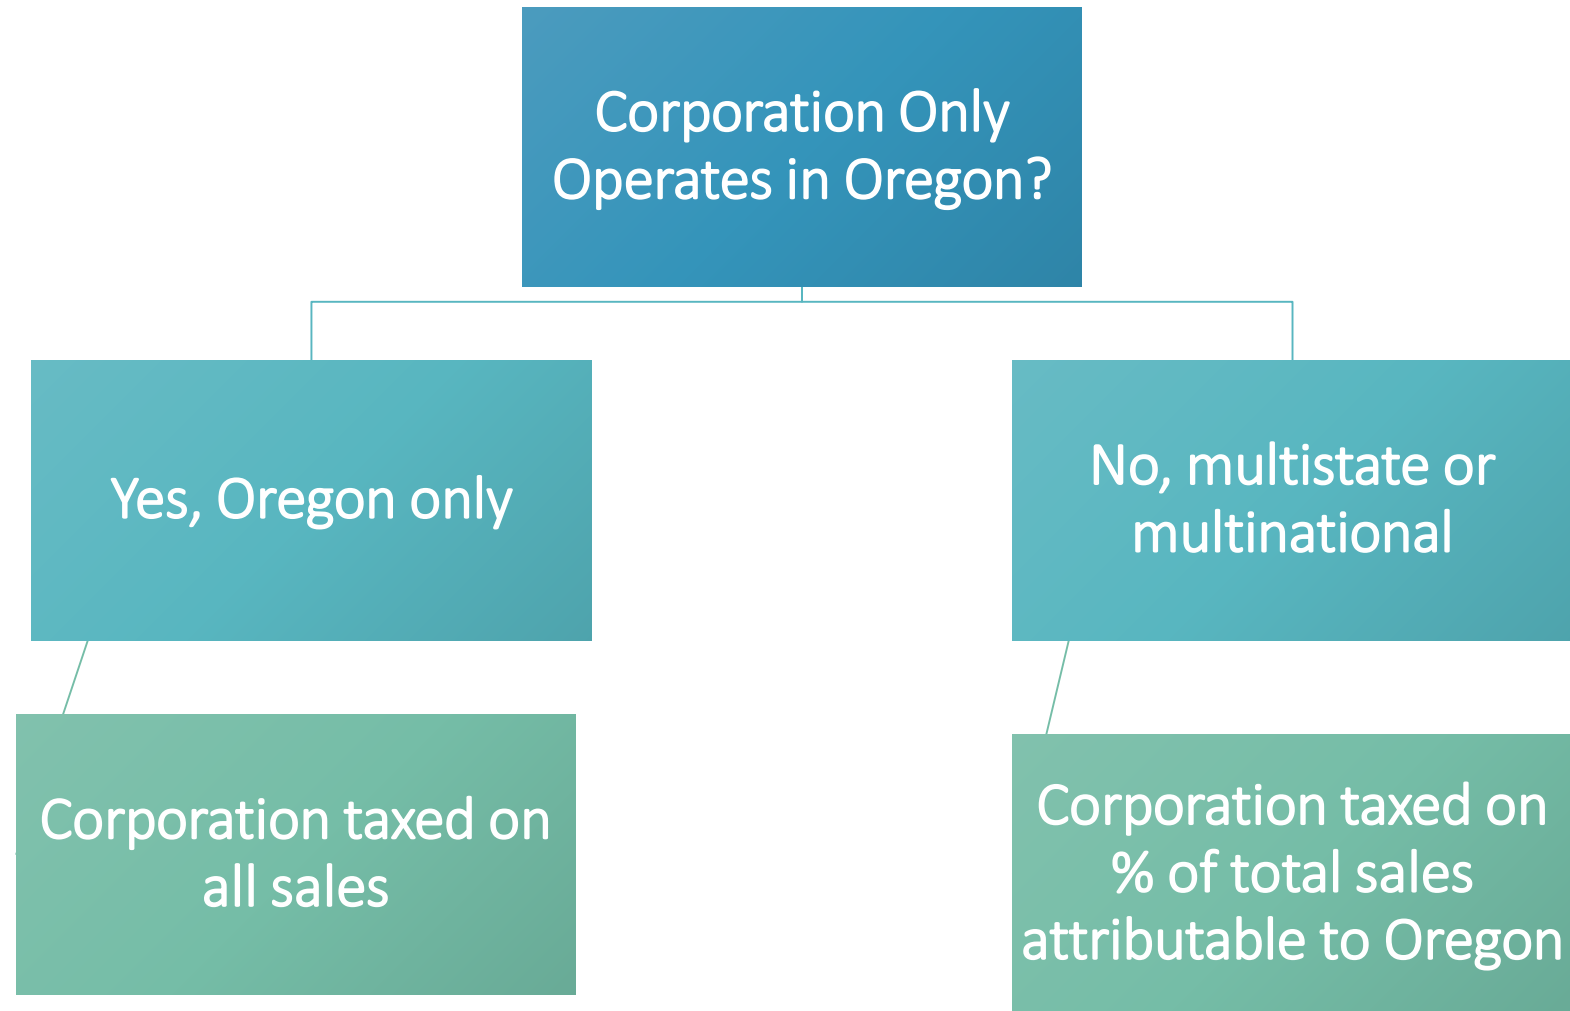 Corporation Only
Operates in Oregon?
Yes, Oregon only
No, multistate or
multinational
Corporation taxed on
all sales
Corporation taxed on
% of total sales
attributable to Oregon